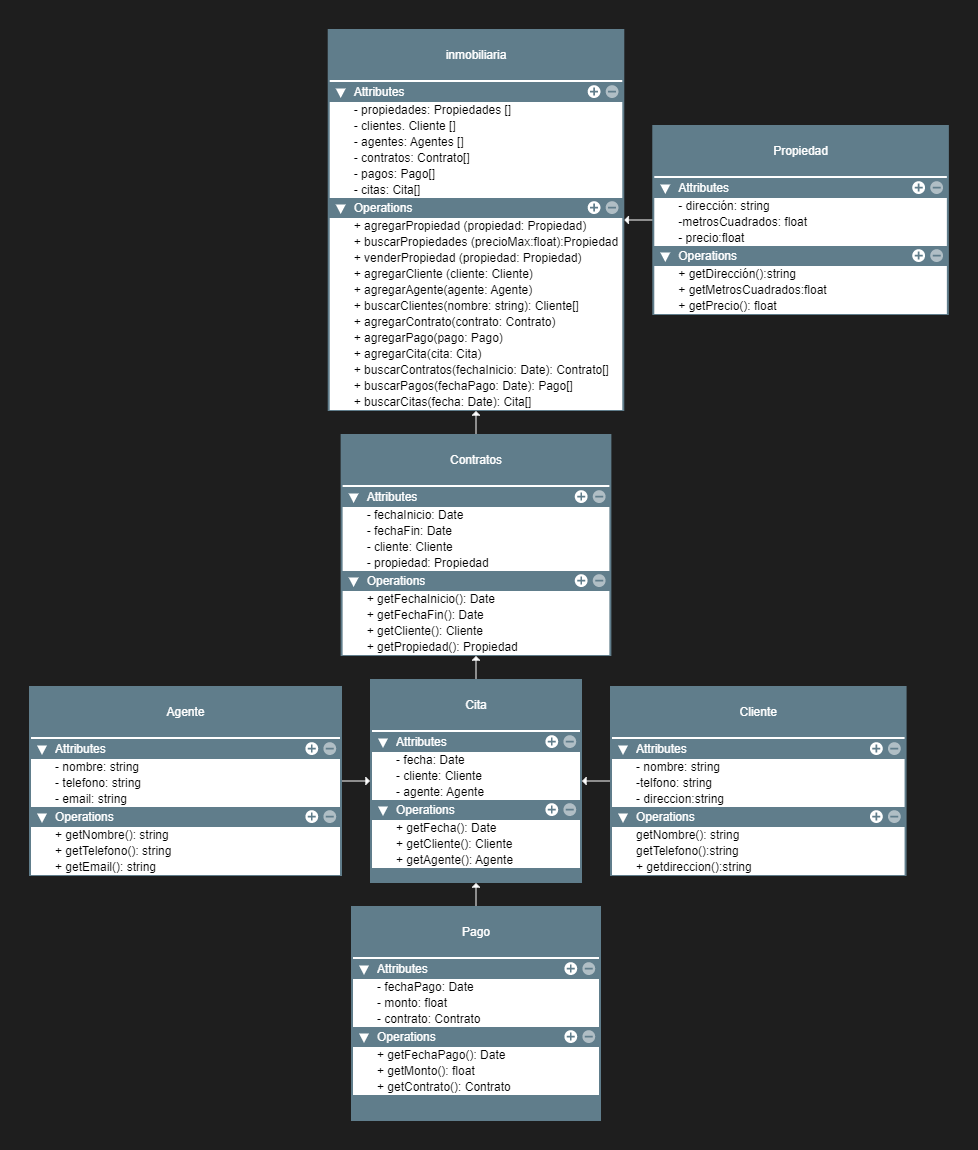 inmobiliaria
Attributes
- propiedades: Propiedades []
- clientes. Cliente []
- agentes: Agentes []
- contratos: Contrato[]
- pagos: Pago[]
- citas: Cita[]
Operations
+ agregarPropiedad (propiedad: Propiedad)
+ buscarPropiedades (precioMax:float):Propiedad
+ venderPropiedad (propiedad: Propiedad)
+ agregarCliente (cliente: Cliente)
+ agregarAgente(agente: Agente)
+ buscarClientes(nombre: string): Cliente[]
+ agregarContrato(contrato: Contrato)
+ agregarPago(pago: Pago)
+ agregarCita(cita: Cita)
+ buscarContratos(fechaInicio: Date): Contrato[]
+ buscarPagos(fechaPago: Date): Pago[]
+ buscarCitas(fecha: Date): Cita[]
Propiedad
Attributes
- dirección: string
-metrosCuadrados: float
- precio:float
Operations
+ getDirección():string
+ getMetrosCuadrados:float
+ getPrecio(): float
Contratos
Attributes
- fechaInicio: Date
- fechaFin: Date
- cliente: Cliente
- propiedad: Propiedad
Operations
+ getFechaInicio(): Date
+ getFechaFin(): Date
+ getCliente(): Cliente
+ getPropiedad(): Propiedad
Agente
Attributes
- nombre: string
- telefono: string
- email: string
Operations
+ getNombre(): string
+ getTelefono(): string
+ getEmail(): string
Cita
Attributes
- fecha: Date
- cliente: Cliente
- agente: Agente
Operations
+ getFecha(): Date
+ getCliente(): Cliente
+ getAgente(): Agente
Cliente
Attributes
- nombre: string
-telfono: string
- direccion:string
Operations
getNombre(): string
getTelefono():string
+ getdireccion():string
Pago
Attributes
- fechaPago: Date
- monto: float
- contrato: Contrato
Operations
+ getFechaPago(): Date
+ getMonto(): float
+ getContrato(): Contrato